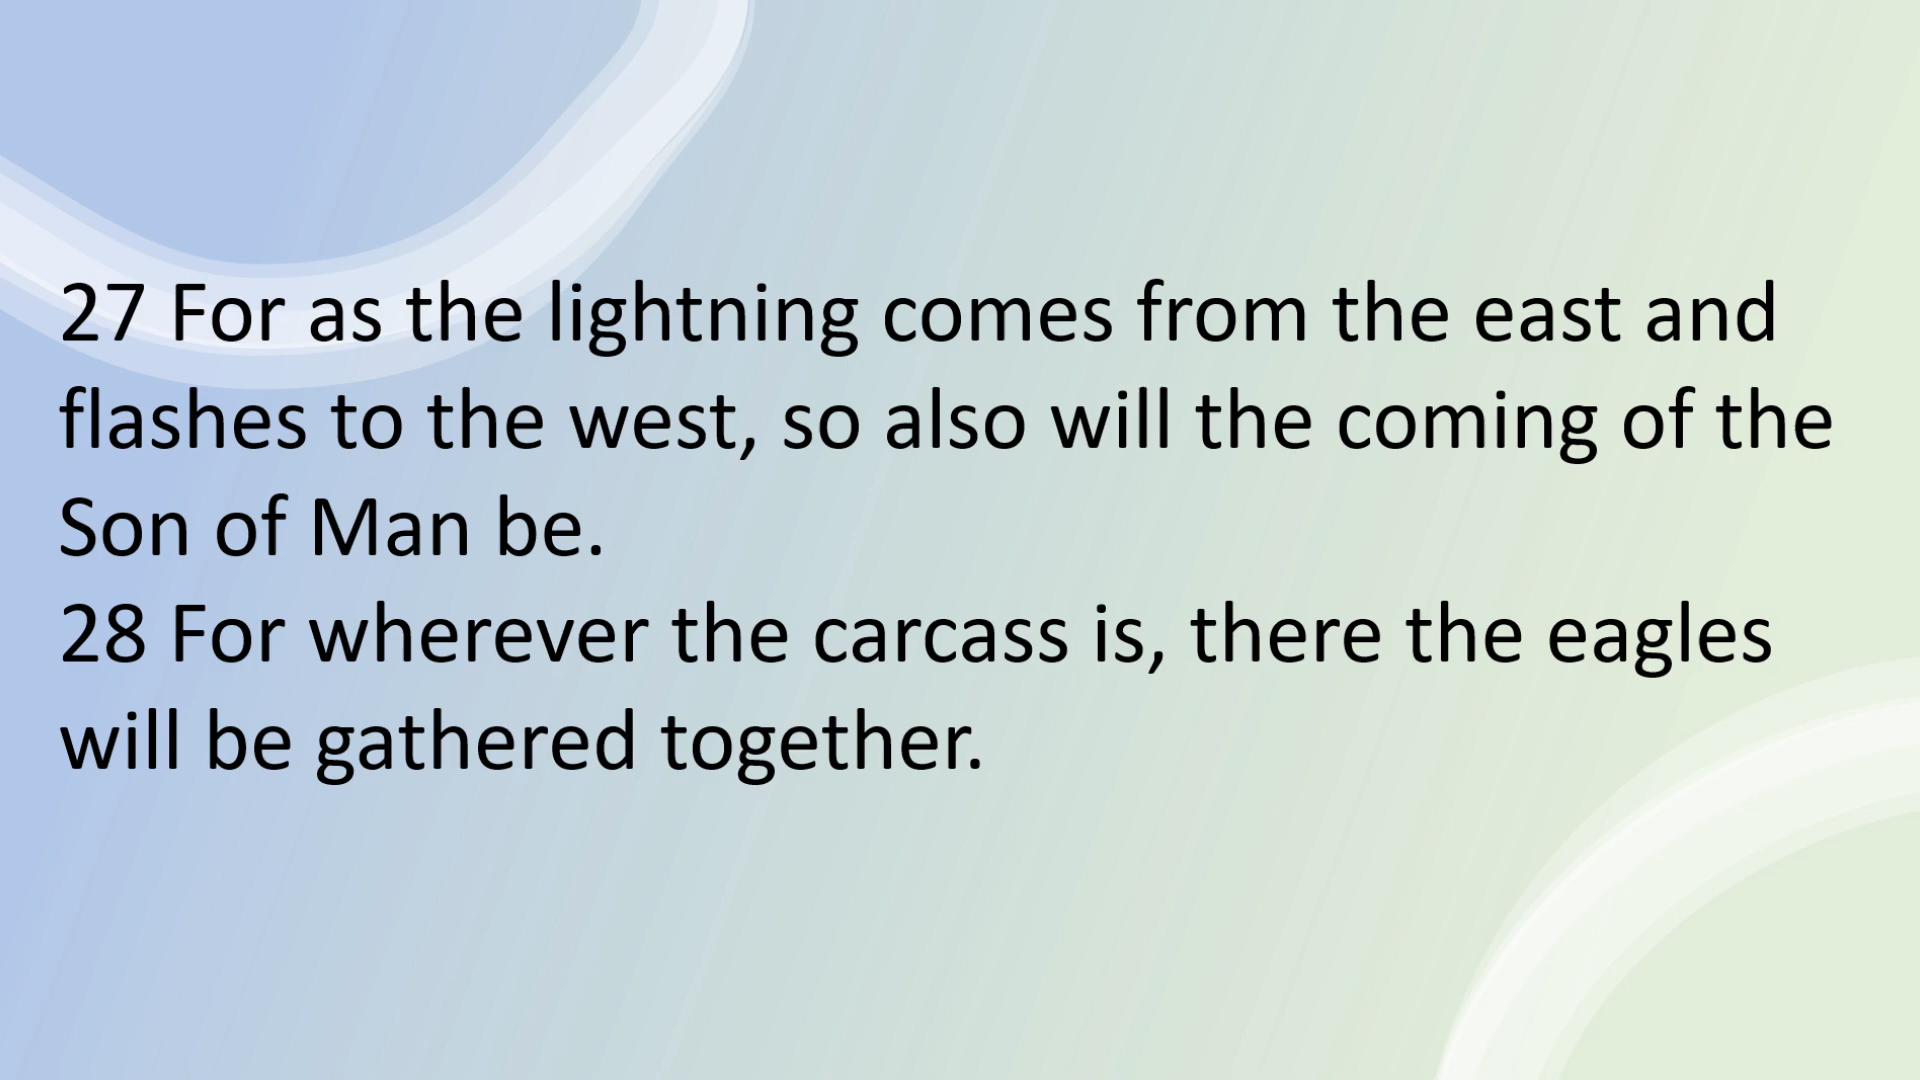 27 For as the lightning comes from the east and
flashes to the west, so also will the coming of the
Son of Man be.
28 For wherever the carcass is, there the eagles
will be gathered together.